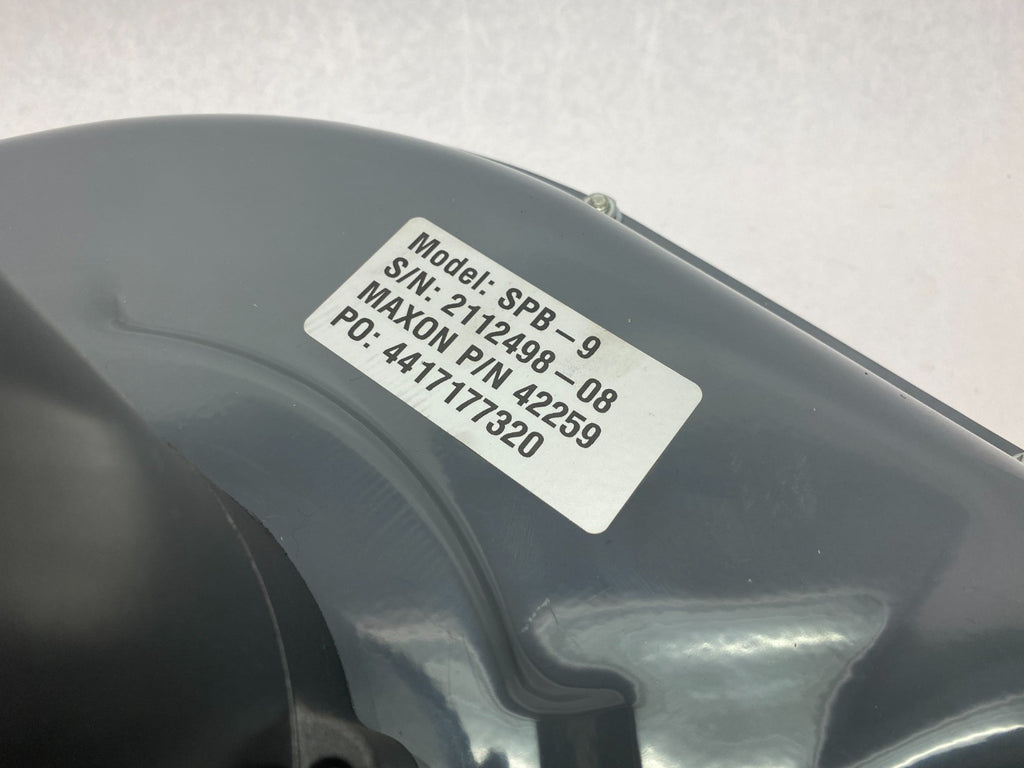 Model: SPB-9
S/N: 2112498-08
MAXON P/N 42259
PO: 4417177320